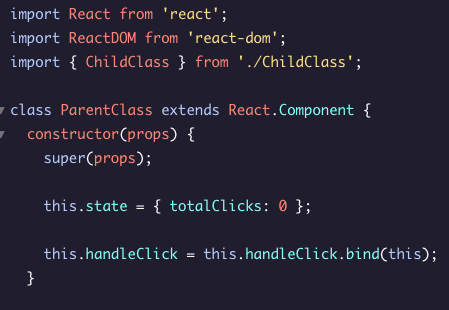 import React from 'react';
import ReactDOM from 'react-dom';
import { ChildClass } from './ChildClass';
class ParentClass extends React.Component {
constructor(props) {
super(props);
this.state = { totalClicks: 0 };
this.handleClick = this.handleClick.bind(this);
}